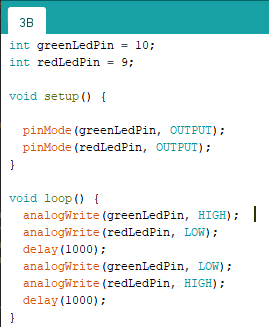 3B
int greenLedPin = 10;
int redLedPin = 9;
void setup() {
pinMode(greenLedPin, OUTPUT);
pinMode(redLedPin, OUTPUT);
}
void loop() {
analogWrite(greenLedPin, HIGH);
analogWrite(redLedPin, LOW);
delay(1000);
analogWrite(greenLedPin, LOW);
analogWrite(redLedPin, HIGH);
delay(1000);
}